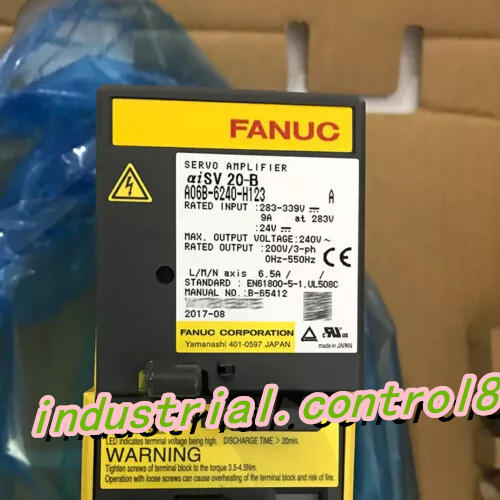 FANUC
SERVO AMPLIFIER
αiSV 20-B
A06B-6240-H123 A
RATED INPUT :283-339V⎓
9A at 283V
:24V⎓
MAX. OUTPUT VOLTAGE:240V~
RATED OUTPUT :200V/3-ph
0Hz-550Hz
L/M/N axis 6.5A / /
STANDARD : EN61800-5-1,UL508C
MANUAL NO.:B-65412
2017-08
FANUC CORPORATION
Yamanashi 401-0597 JAPAN
CE
c UL US
made in JAPAN
industrial.control8
LED indicates terminal voltage being high. DISCHARGE TIME > 20min.
WARNING
Tighten screws of terminal block to the torque 3.5-4.5Nm.
Operation with loose screws can cause overheating of the terminal block and risk of fire.